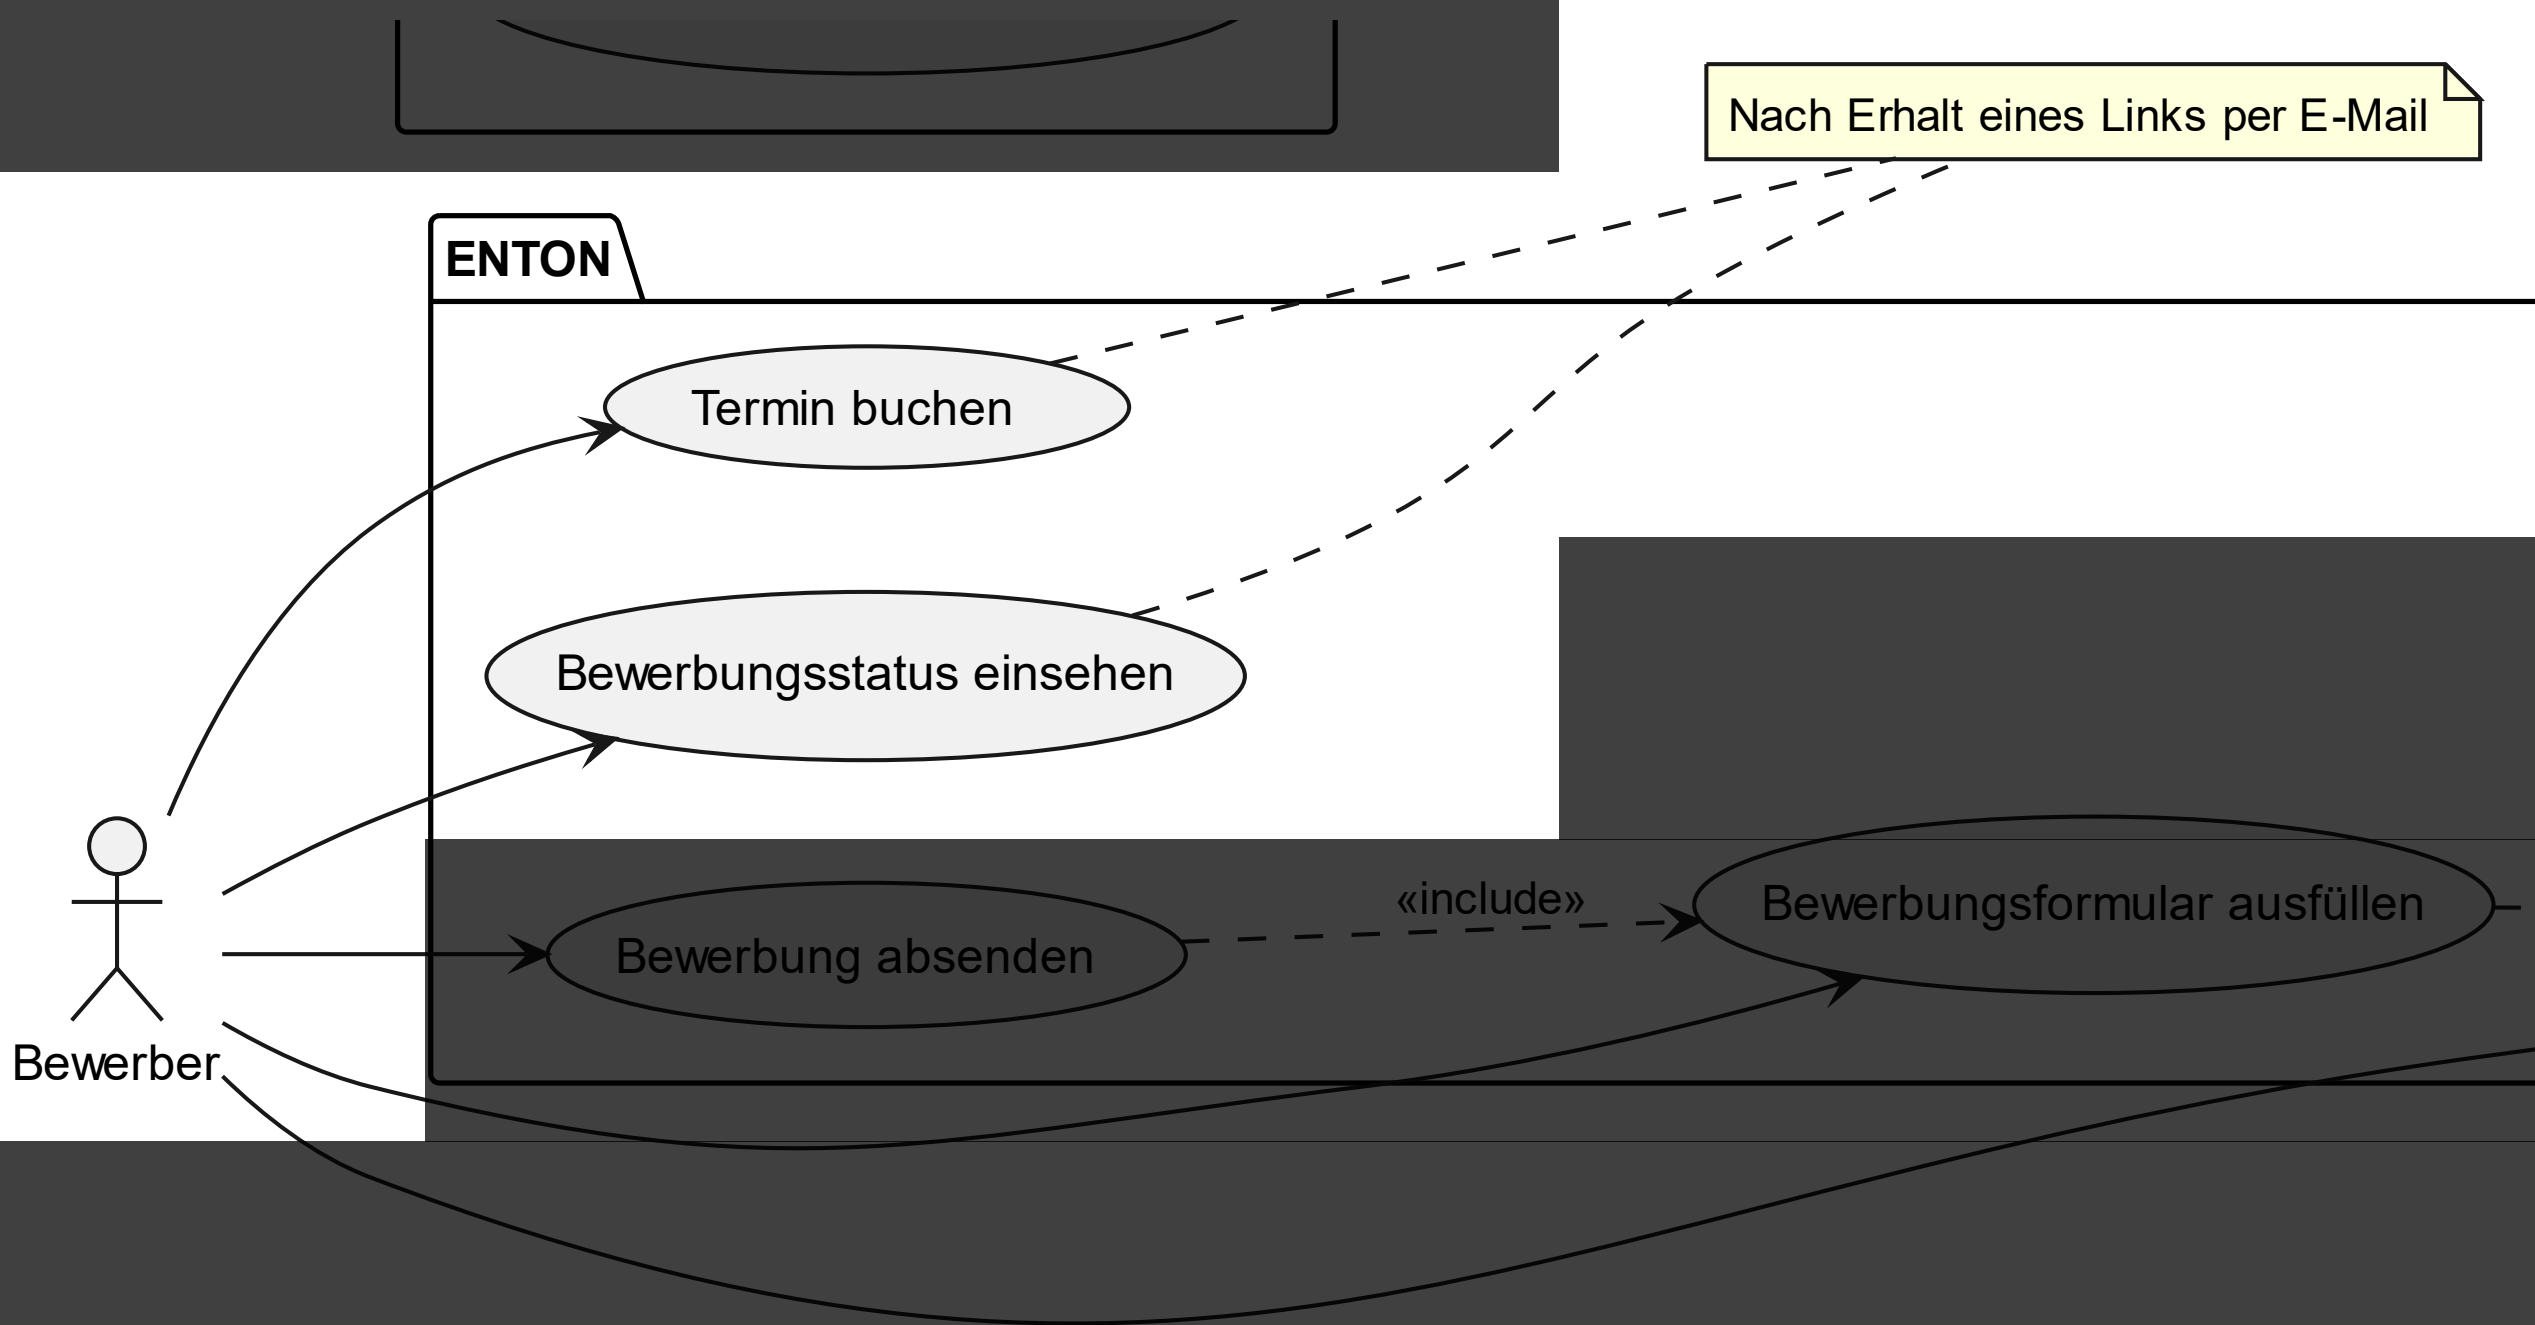 Nach Erhalt eines Links per E-Mail
ENTON
Termin buchen
Bewerbungsstatus einsehen
«include»
Bewerbungsformular ausfüllen
Bewerbung absenden
Bewerber